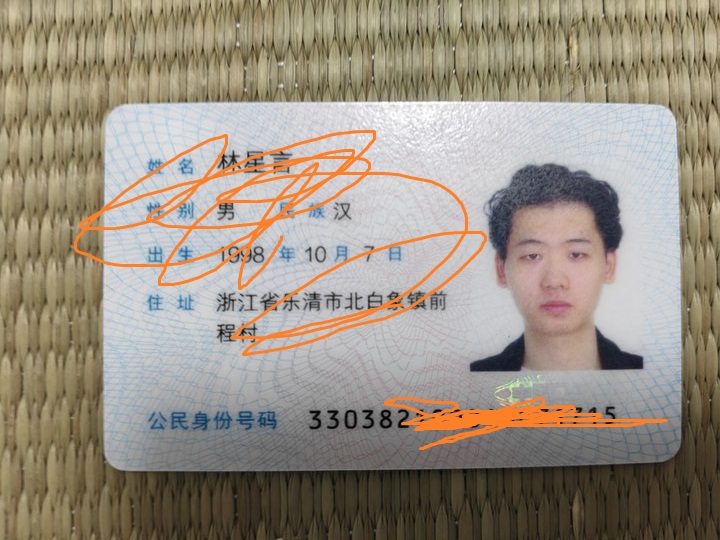 姓名 林星言
性别 男 民族 汉
出生 1998 年 10 月 7 日
住址 浙江省乐清市北白象镇前
程村
公民身份号码 330382